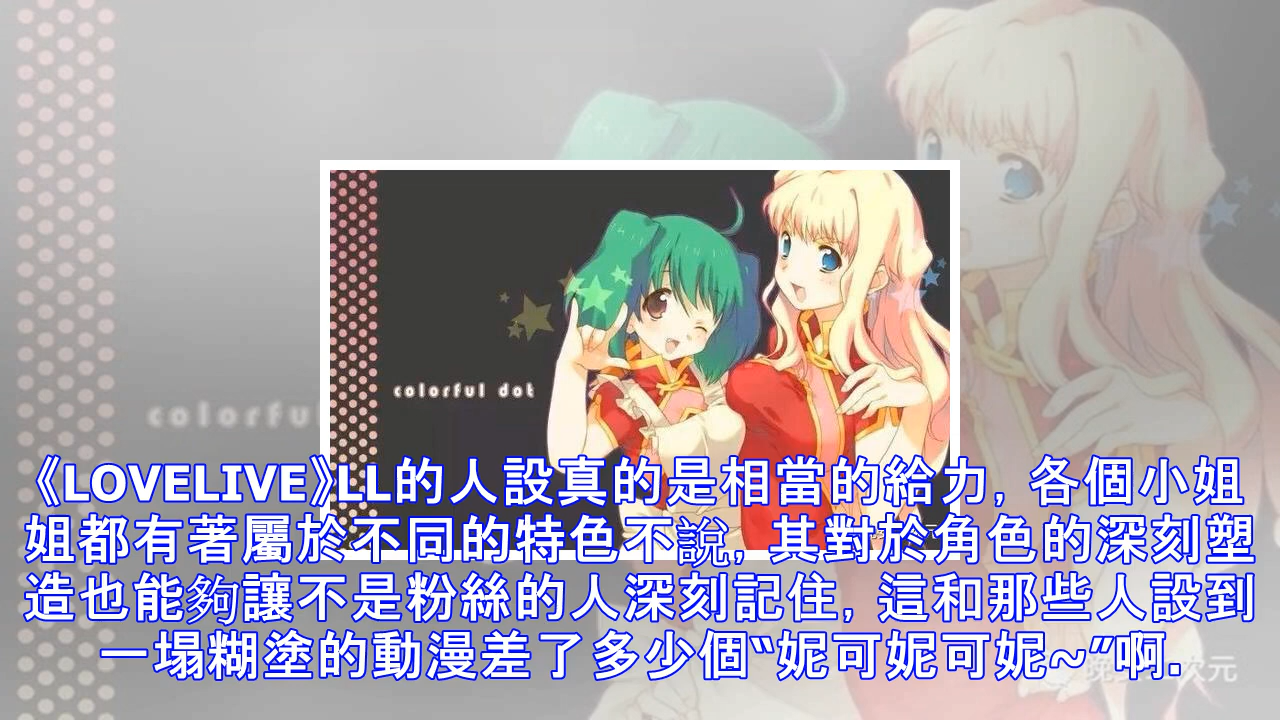 colorful dot
colorful
《LOVELIVE》LL的人設真的是相當的給力, 各個小姐
姐都有著屬於不同的特色不說, 其對於角色的深刻塑
造也能夠讓不是粉絲的人深刻記住, 這和那些人設到
一塌糊塗的動漫差了多少個“妮可妮可妮~”啊.
次元